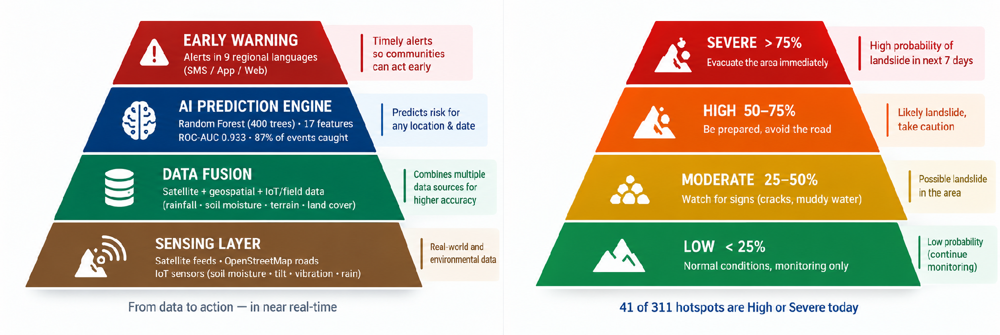 EARLY WARNING
Alerts in 9 regional languages
(SMS / App / Web)
Timely alerts
so communities
can act early
AI PREDICTION ENGINE
Random Forest (400 trees) · 17 features
ROC-AUC 0.933 · 87% of events caught
Predicts risk for
any location & date
DATA FUSION
Satellite + geospatial + IoT/field data
(rainfall · soil moisture · terrain · land cover)
Combines multiple
data sources for
higher accuracy
SENSING LAYER
Satellite feeds · OpenStreetMap roads
IoT sensors (soil moisture · tilt · vibration · rain)
Real-world and
environmental data
From data to action — in near real-time
SEVERE > 75%
Evacuate the area immediately
High probability of
landslide in next 7 days
HIGH 50–75%
Be prepared, avoid the road
Likely landslide,
take caution
MODERATE 25–50%
Watch for signs (cracks, muddy water)
Possible landslide
in the area
LOW < 25%
Normal conditions, monitoring only
Low probability
(continue
monitoring)
41 of 311 hotspots are High or Severe today